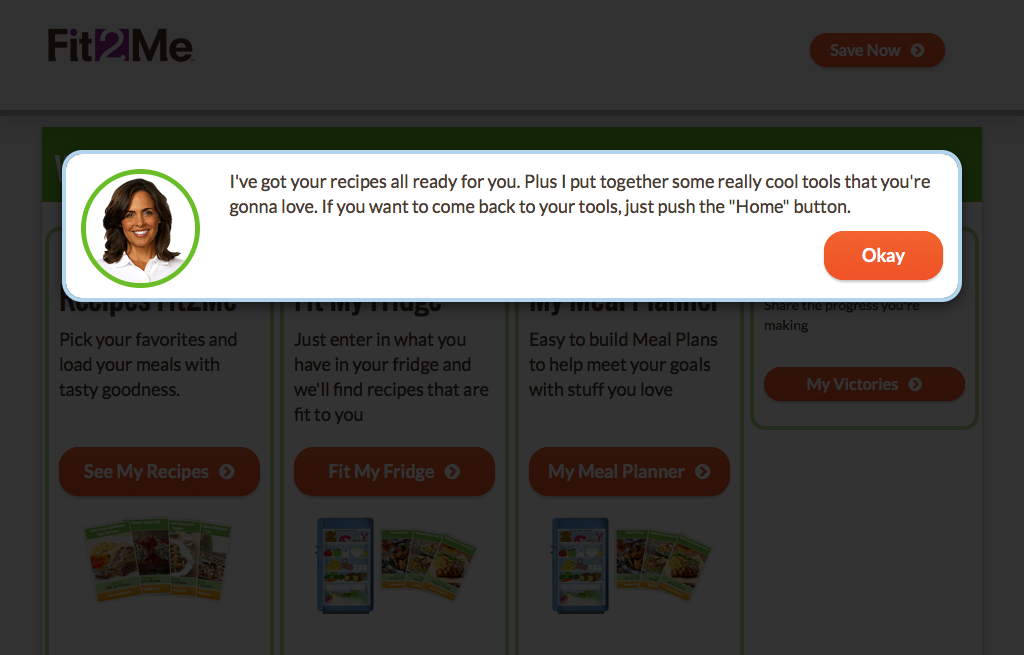 Fit2Me
Save Now
I've got your recipes all ready for you. Plus I put together some really cool tools that you're
gonna love. If you want to come back to your tools, just push the "Home" button.
Okay
Recipes Fit2Me
Pick your favorites and
load your meals with
tasty goodness.
See My Recipes
Fit My Fridge
Just enter in what you
have in your fridge and
we'll find recipes that are
fit to you
Fit My Fridge
My Meal Planner
Easy to build Meal Plans
to help meet your goals
with stuff you love
My Meal Planner
Share the progress you're
making
My Victories